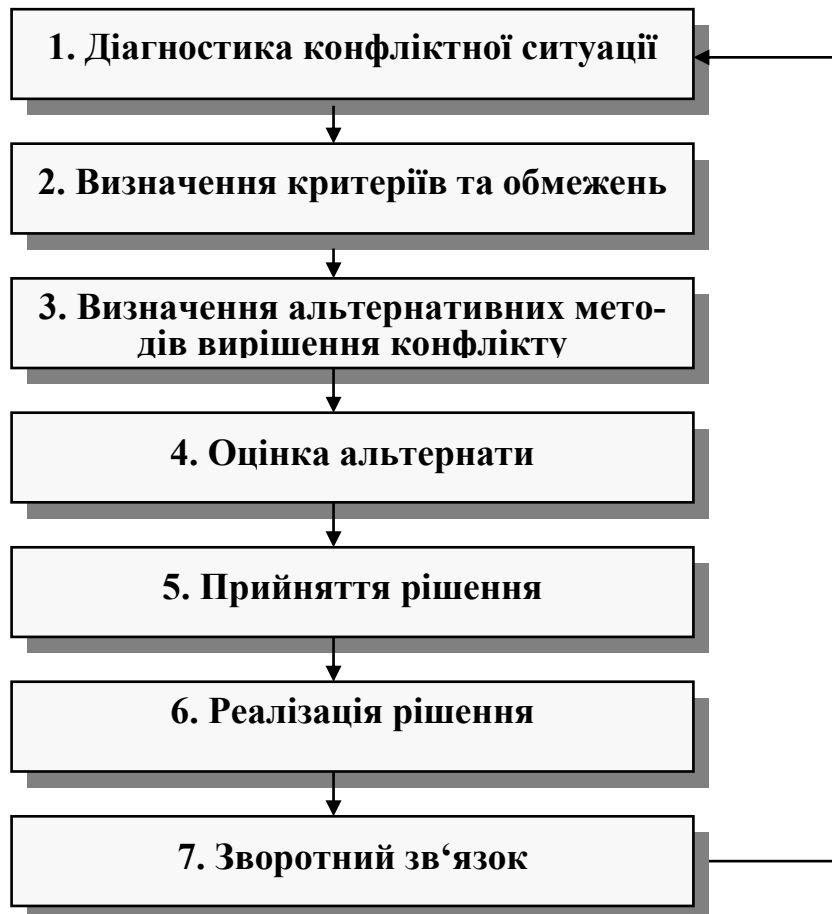 1. Діагностика конфліктної ситуації
2. Визначення критеріїв та обмежень
3. Визначення альтернативних мето-
дів вирішення конфлікту
4. Оцінка альтернати
5. Прийняття рішення
6. Реалізація рішення
7. Зворотний зв‘язок